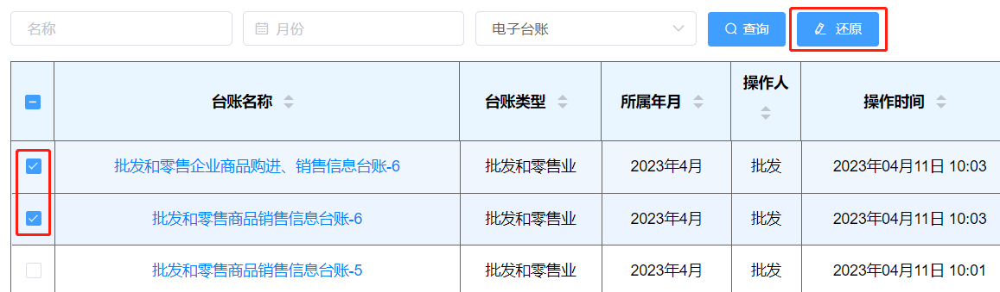 名称 月份 电子台账 查询 还原
台账名称 台账类型 所属年月 操作人 操作时间
批发和零售企业商品购进、销售信息台账-6 批发和零售业 2023年4月 批发 2023年04月11日 10:03
批发和零售商品销售信息台账-6 批发和零售业 2023年4月 批发 2023年04月11日 10:03
批发和零售商品销售信息台账-5 批发和零售业 2023年4月 批发 2023年04月11日 10:01